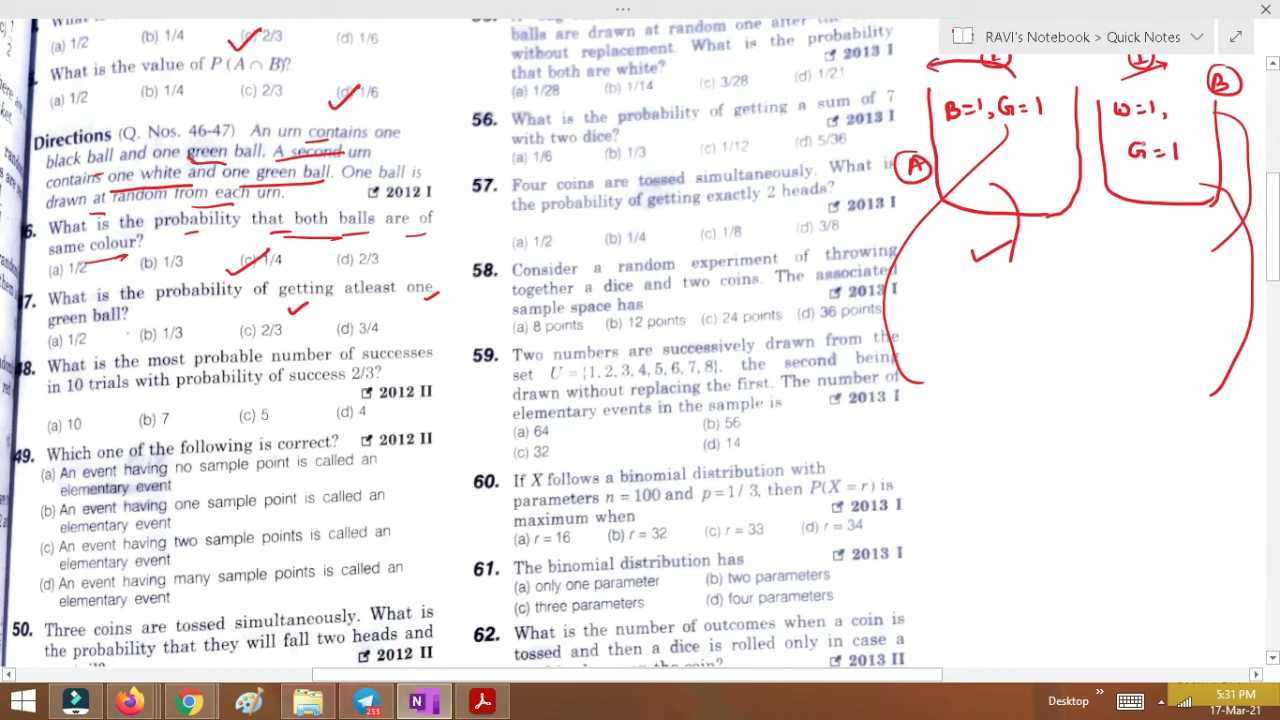 RAVI's Notebook > Quick Notes
(a) 1/2 (b) 1/4 (c) 2/3 (d) 1/6
What is the value of P (A ∩ B)?
(a) 1/2 (b) 1/4 (c) 2/3 (d) 1/6
Directions (Q. Nos. 46-47) An urn contains one
black ball and one green ball. A second urn
contains one white and one green ball. One ball is
drawn at random from each urn. 2012 I
6. What is the probability that both balls are of
same colour?
(a) 1/2 (b) 1/3 (c) 1/4 (d) 2/3
7. What is the probability of getting atleast one
green ball?
(a) 1/2 (b) 1/3 (c) 2/3 (d) 3/4
48. What is the most probable number of successes
in 10 trials with probability of success 2/3?
2012 II
(a) 10 (b) 7 (c) 5 (d) 4
49. Which one of the following is correct? 2012 II
(a) An event having no sample point is called an
elementary event
(b) An event having one sample point is called an
elementary event
(c) An event having two sample points is called an
elementary event
(d) An event having many sample points is called an
elementary event
50. Three coins are tossed simultaneously. What is
the probability that they will fall two heads and
2012 II
balls are drawn at random one after the
without replacement. What is the probability
that both are white? 2013 I
(a) 1/28 (b) 1/14 (c) 3/28 (d) 1/21
56. What is the probability of getting a sum of 7
with two dice? 2013 I
(a) 1/6 (b) 1/3 (c) 1/12 (d) 5/36
57. Four coins are tossed simultaneously. What is
the probability of getting exactly 2 heads?
2013 I
(a) 1/2 (b) 1/4 (c) 1/8 (d) 3/8
58. Consider a random experiment of throwing
together a dice and two coins. The associated
sample space has 2013 I
(a) 8 points (b) 12 points (c) 24 points (d) 36 points
59. Two numbers are successively drawn from the
set U = {1, 2, 3, 4, 5, 6, 7, 8}, the second being
drawn without replacing the first. The number of
elementary events in the sample is 2013 I
(a) 64 (b) 56
(c) 32 (d) 14
60. If X follows a binomial distribution with
parameters n = 100 and p = 1/ 3, then P(X = r) is
maximum when 2013 I
(a) r = 16 (b) r = 32 (c) r = 33 (d) r = 34
61. The binomial distribution has 2013 I
(a) only one parameter (b) two parameters
(c) three parameters (d) four parameters
62. What is the number of outcomes when a coin is
tossed and then a dice is rolled only in case a
2013 II
B=1, G=1
W=1,
G=1
A
B
255
Desktop
5:31 PM
17-Mar-21